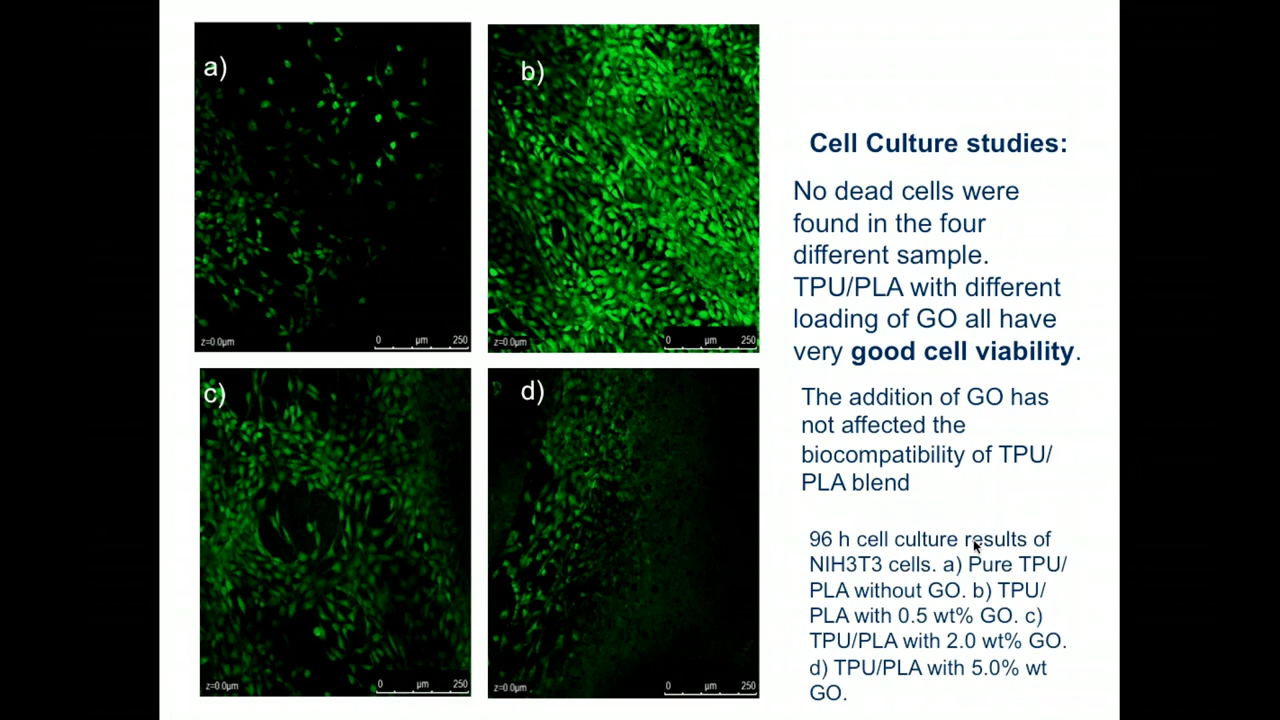 a)
z=0.0µm
0 µm 250
b)
z=0.0µm
0 µm 250
c)
z=0.0µm
0 µm 250
d)
z=0.0µm
0 µm 250
Cell Culture studies:
No dead cells were
found in the four
different sample.
TPU/PLA with different
loading of GO all have
very good cell viability.
The addition of GO has
not affected the
biocompatibility of TPU/
PLA blend
96 h cell culture results of
NIH3T3 cells. a) Pure TPU/
PLA without GO. b) TPU/
PLA with 0.5 wt% GO. c)
TPU/PLA with 2.0 wt% GO.
d) TPU/PLA with 5.0% wt
GO.